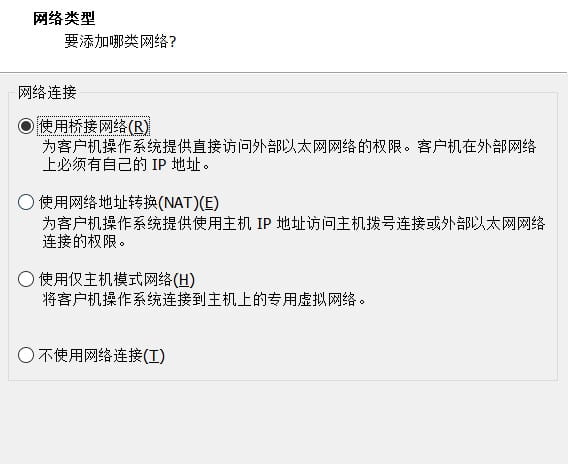 网络类型
要添加哪类网络?
网络连接
使用桥接网络(R)
为客户机操作系统提供直接访问外部以太网网络的权限。客户机在外部网络
上必须有自己的 IP 地址。
使用网络地址转换(NAT)(E)
为客户机操作系统提供使用主机 IP 地址访问主机拨号连接或外部以太网网络
连接的权限。
使用仅主机模式网络(H)
将客户机操作系统连接到主机上的专用虚拟网络。
不使用网络连接(T)